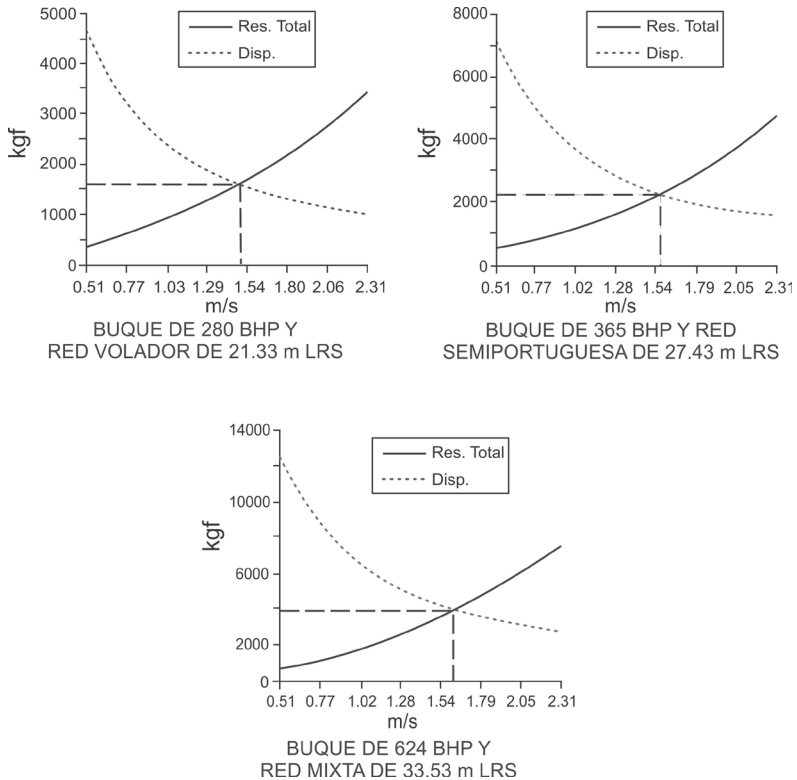 5000
4000
3000
2000
1000
0
kgf
Res. Total
Disp.
0.51 0.77 1.03 1.29 1.54 1.80 2.06 2.31
m/s
BUQUE DE 280 BHP Y
RED VOLADOR DE 21.33 m LRS
8000
6000
4000
2000
0
kgf
Res. Total
Disp.
0.51 0.77 1.02 1.28 1.54 1.79 2.05 2.31
m/s
BUQUE DE 365 BHP Y RED
SEMIPORTUGUESA DE 27.43 m LRS
14000
10000
6000
2000
0
kgf
Res. Total
Disp.
0.51 0.77 1.02 1.28 1.54 1.79 2.05 2.31
m/s
BUQUE DE 624 BHP Y
RED MIXTA DE 33.53 m LRS